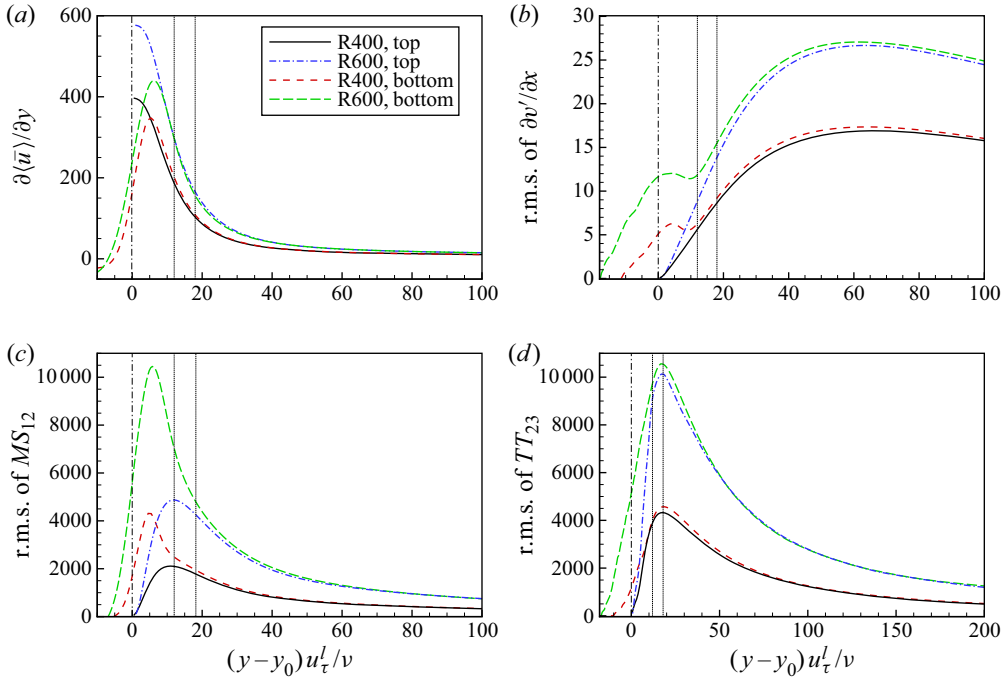 (a)
600
400
200
0
∂⟨ū⟩/∂y
0 20 40 60 80 100
R400, top
R600, top
R400, bottom
R600, bottom
(b)
30
25
20
15
10
5
0
r.m.s. of ∂v′/∂x
0 20 40 60 80 100
(c)
10 000
8000
6000
4000
2000
0
r.m.s. of MS₁₂
0 20 40 60 80 100
(y – y₀) uˡ_τ/ν
(d)
10 000
8000
6000
4000
2000
0
r.m.s. of TT₂₃
0 50 100 150 200
(y – y₀) uˡ_τ/ν